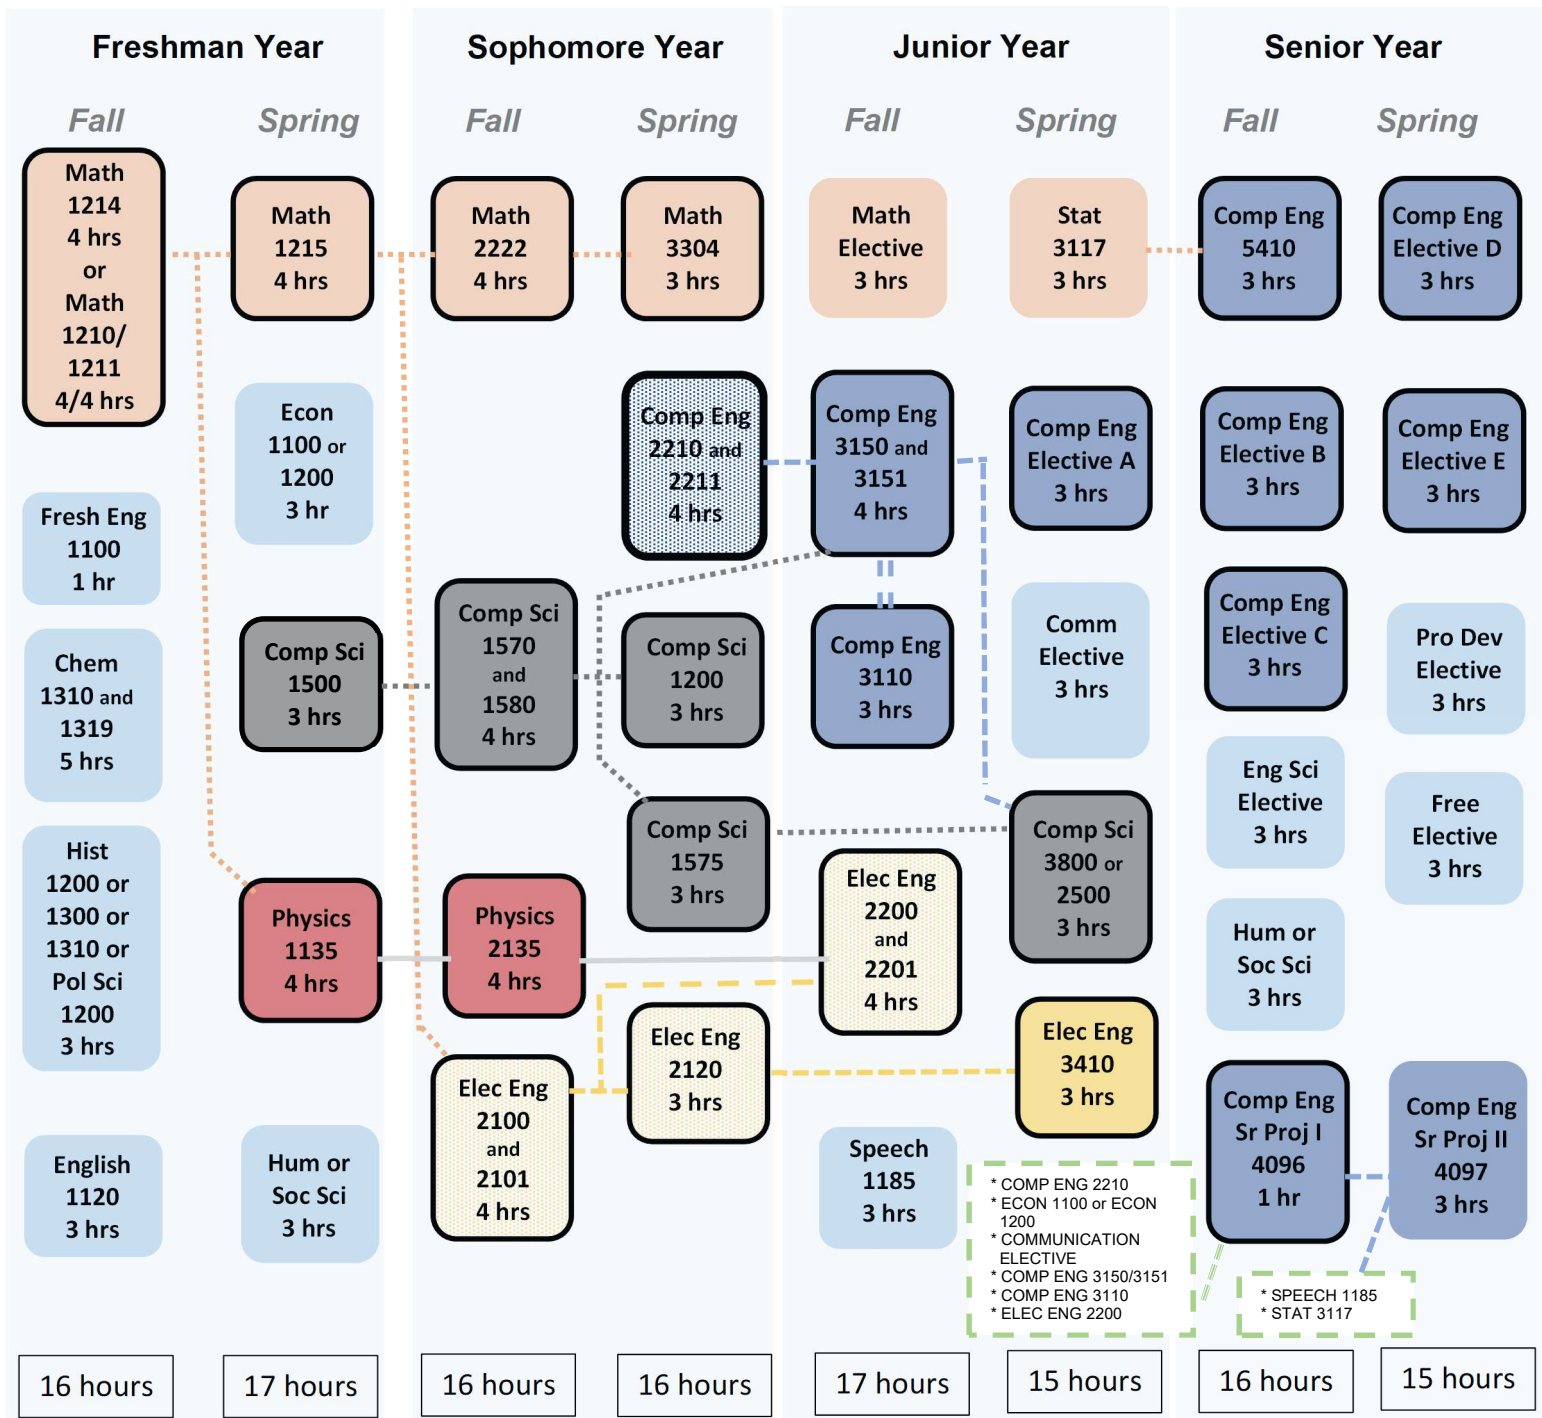 Freshman Year
Fall
Spring
Math
1214
4 hrs
or
Math
1210/
1211
4/4 hrs
Fresh Eng
1100
1 hr
Chem
1310 and
1319
5 hrs
Hist
1200 or
1300 or
1310 or
Pol Sci
1200
3 hrs
English
1120
3 hrs
16 hours
Math
1215
4 hrs
Econ
1100 or
1200
3 hr
Comp Sci
1500
3 hrs
Physics
1135
4 hrs
Hum or
Soc Sci
3 hrs
17 hours
Sophomore Year
Fall
Spring
Math
2222
4 hrs
Comp Sci
1570
and
1580
4 hrs
Physics
2135
4 hrs
Elec Eng
2100
and
2101
4 hrs
16 hours
Math
3304
3 hrs
Comp Eng
2210 and
2211
4 hrs
Comp Sci
1200
3 hrs
Comp Sci
1575
3 hrs
Elec Eng
2120
3 hrs
16 hours
Junior Year
Fall
Spring
Math
Elective
3 hrs
Comp Eng
3150 and
3151
4 hrs
Comp Eng
3110
3 hrs
Elec Eng
2200
and
2201
4 hrs
Speech
1185
3 hrs
17 hours
Stat
3117
3 hrs
Comp Eng
Elective A
3 hrs
Comm
Elective
3 hrs
Comp Sci
3800 or
2500
3 hrs
Elec Eng
3410
3 hrs
* COMP ENG 2210
* ECON 1100 or ECON
1200
* COMMUNICATION
ELECTIVE
* COMP ENG 3150/3151
* COMP ENG 3110
* ELEC ENG 2200
15 hours
Senior Year
Fall
Spring
Comp Eng
5410
3 hrs
Comp Eng
Elective B
3 hrs
Comp Eng
Elective C
3 hrs
Eng Sci
Elective
3 hrs
Hum or
Soc Sci
3 hrs
Comp Eng
Sr Proj I
4096
1 hr
16 hours
Comp Eng
Elective D
3 hrs
Comp Eng
Elective E
3 hrs
Pro Dev
Elective
3 hrs
Free
Elective
3 hrs
Comp Eng
Sr Proj II
4097
3 hrs
* SPEECH 1185
* STAT 3117
15 hours